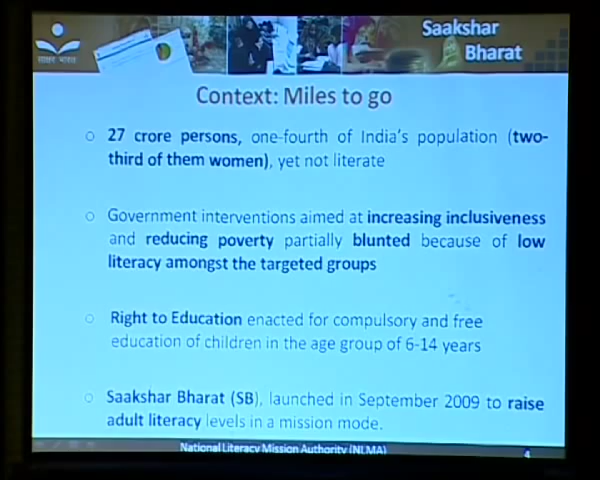 Saakshar
Bharat
साक्षर भारत
Context: Miles to go
27 crore persons, one-fourth of India's population (two-
third of them women), yet not literate
Government interventions aimed at increasing inclusiveness
and reducing poverty partially blunted because of low
literacy amongst the targeted groups
Right to Education enacted for compulsory and free
education of children in the age group of 6-14 years
Saakshar Bharat (SB), launched in September 2009 to raise
adult literacy levels in a mission mode.
National Literacy Mission Authority (NLMA)
4